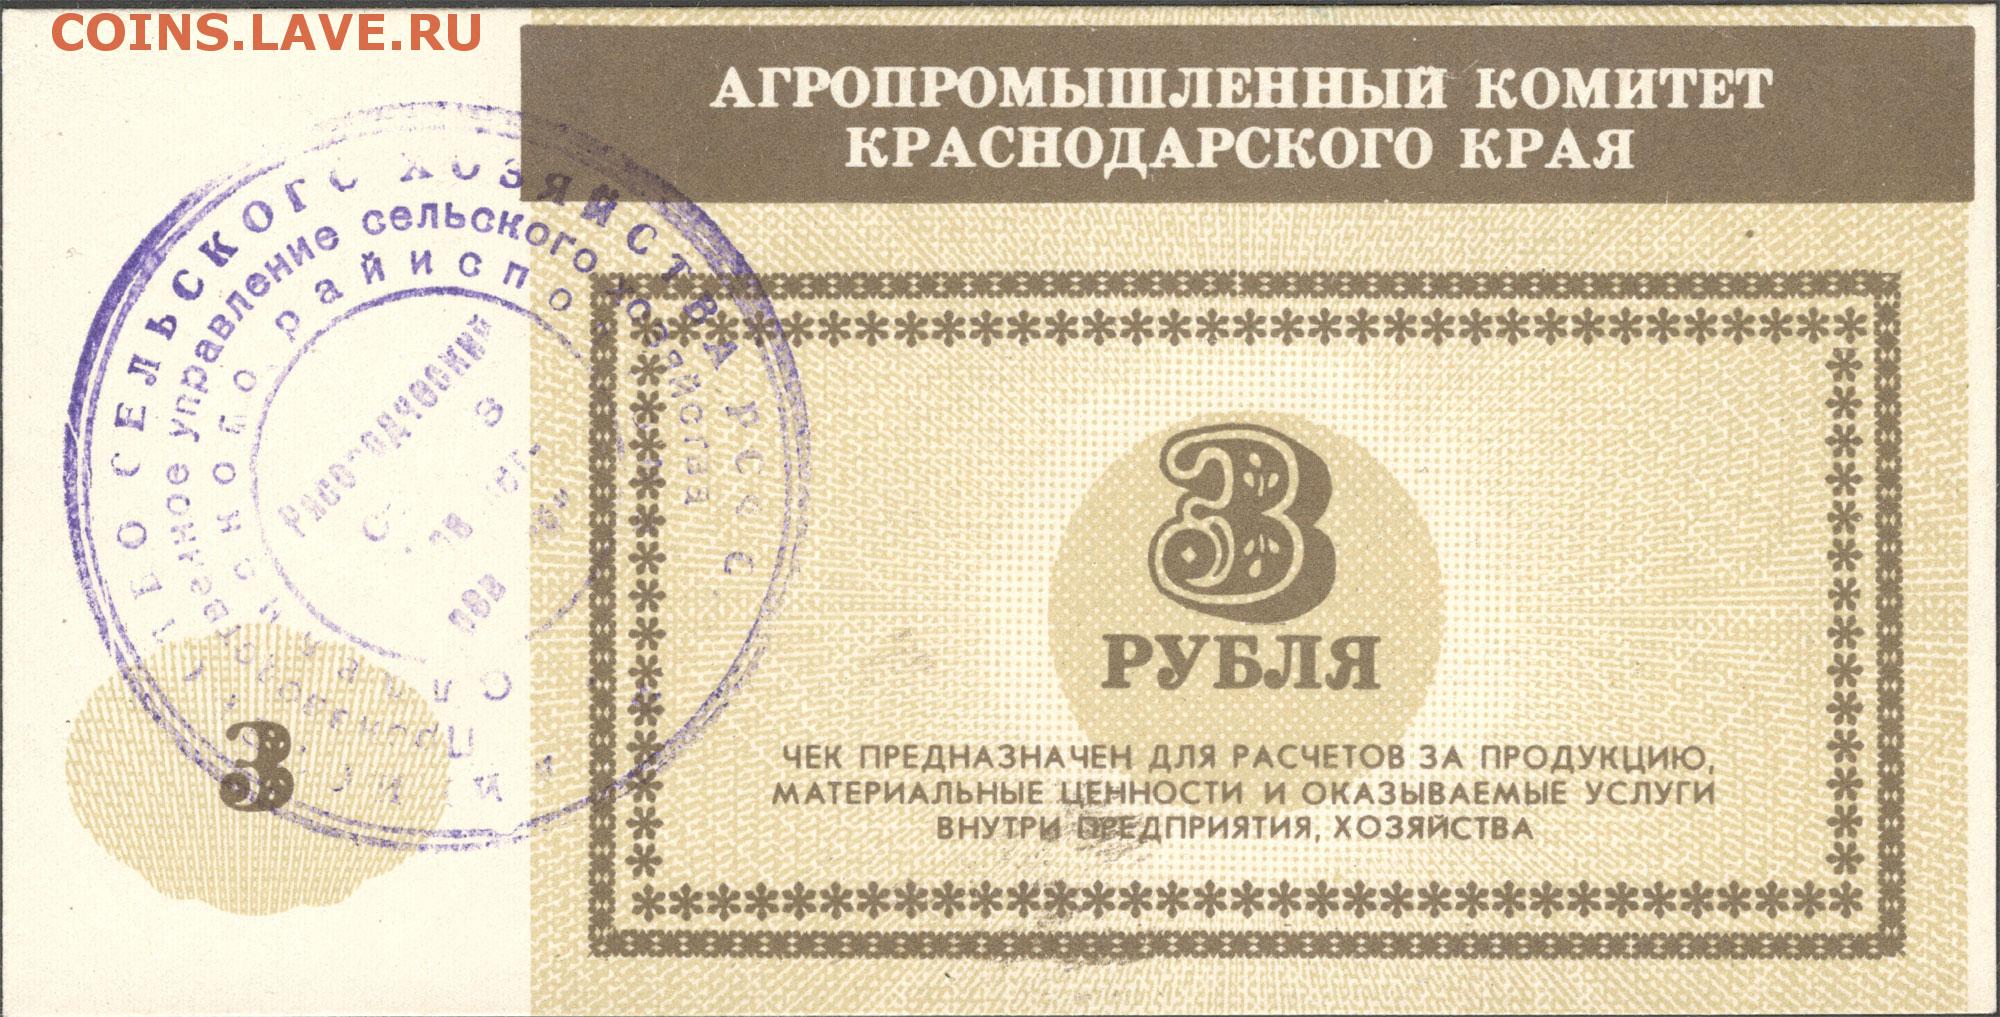 COINS.LAVE.RU
АГРОПРОМЫШЛЕННЫЙ КОМИТЕТ
КРАСНОДАРСКОГО КРАЯ
СЕЛЬСКОГО ХОЗЯЙСТВА РСФСР
управление сельского хозяйства
3
РУБЛЯ
ЧЕК ПРЕДНАЗНАЧЕН ДЛЯ РАСЧЕТОВ ЗА ПРОДУКЦИЮ,
МАТЕРИАЛЬНЫЕ ЦЕННОСТИ И ОКАЗЫВАЕМЫЕ УСЛУГИ
ВНУТРИ ПРЕДПРИЯТИЯ, ХОЗЯЙСТВА
3